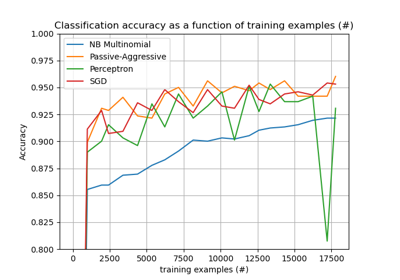 Classification accuracy as a function of training examples (#)
1.000
0.975
0.950
0.925
0.900
0.875
0.850
0.825
0.800
Accuracy
NB Multinomial
Passive-Aggressive
Perceptron
SGD
0 2500 5000 7500 10000 12500 15000 17500
training examples (#)